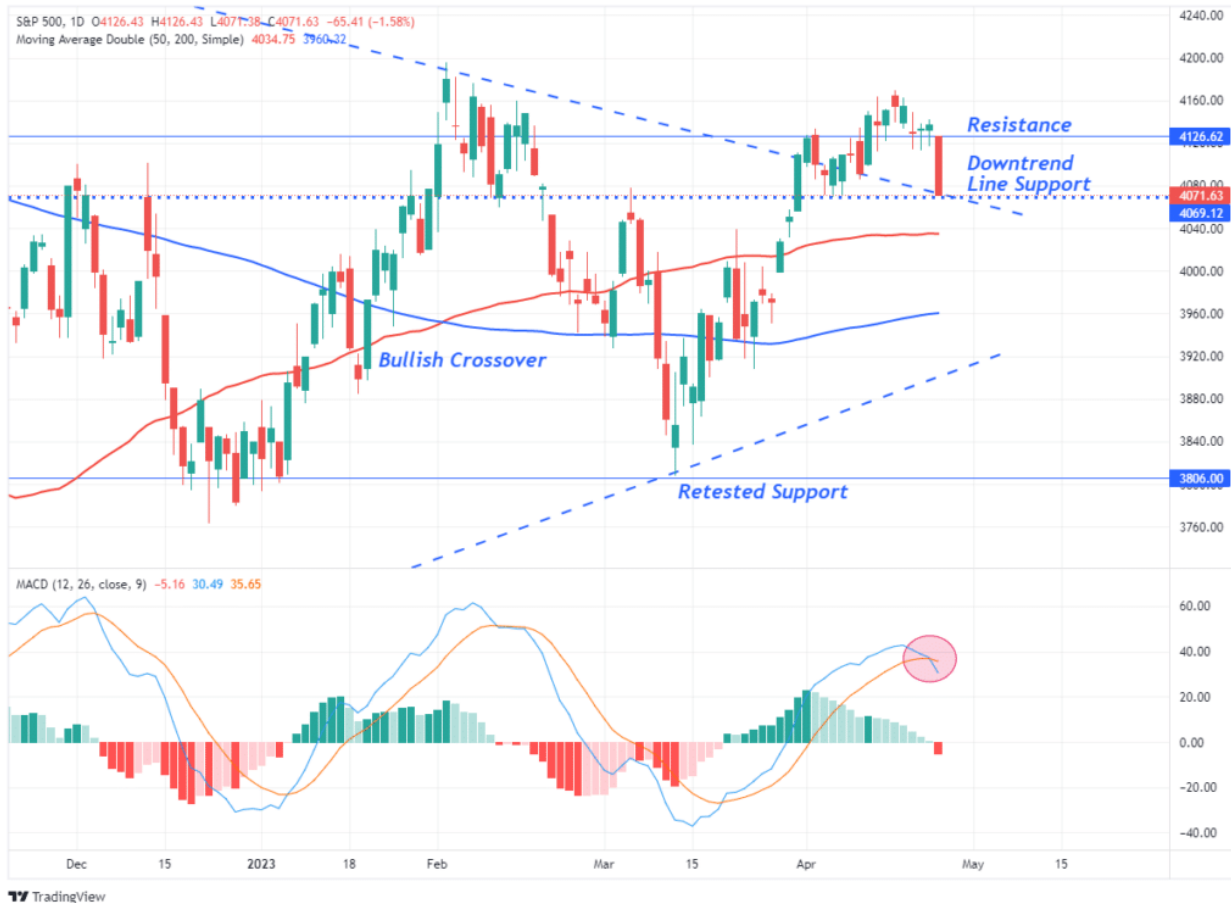 S&P 500, 1D O4126.43 H4126.43 L4071.38 C4071.63 −65.41 (−1.58%)
Moving Average Double (50, 200, Simple) 4034.75 3960.32
4240.00
4200.00
4160.00
Resistance
4126.62
4120.00
Downtrend
Line Support
4080.00
4071.63
4069.12
4040.00
4000.00
3960.00
Bullish Crossover
3920.00
3880.00
3840.00
Retested Support
3806.00
3760.00
MACD (12, 26, close, 9) −5.16 30.49 35.65
60.00
40.00
20.00
0.00
−20.00
−40.00
Dec 15 2023 18 Feb Mar 15 Apr May 15
TradingView